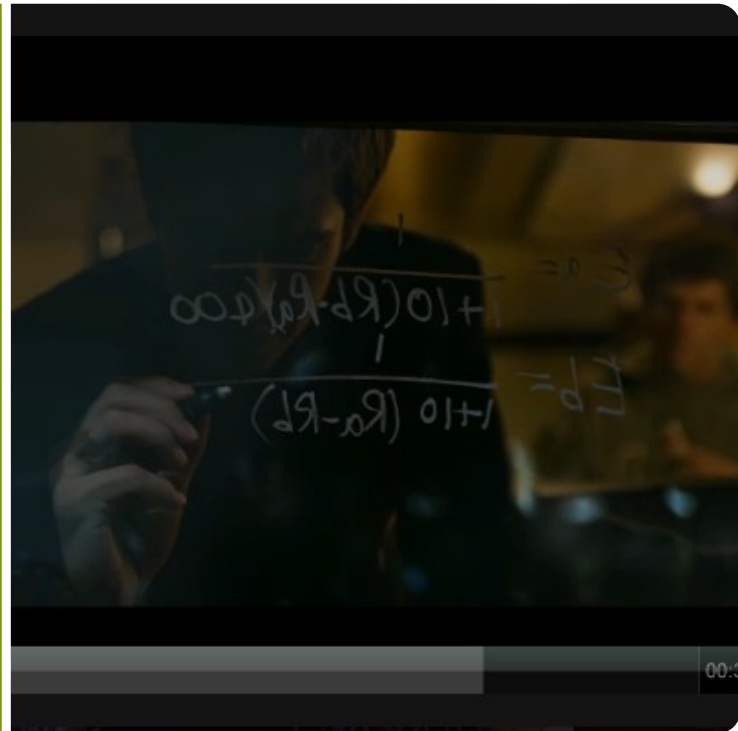 Ea = 1
1+10(Rb-Ra)/400
Eb = 1
1+10(Ra-Rb)
00:3